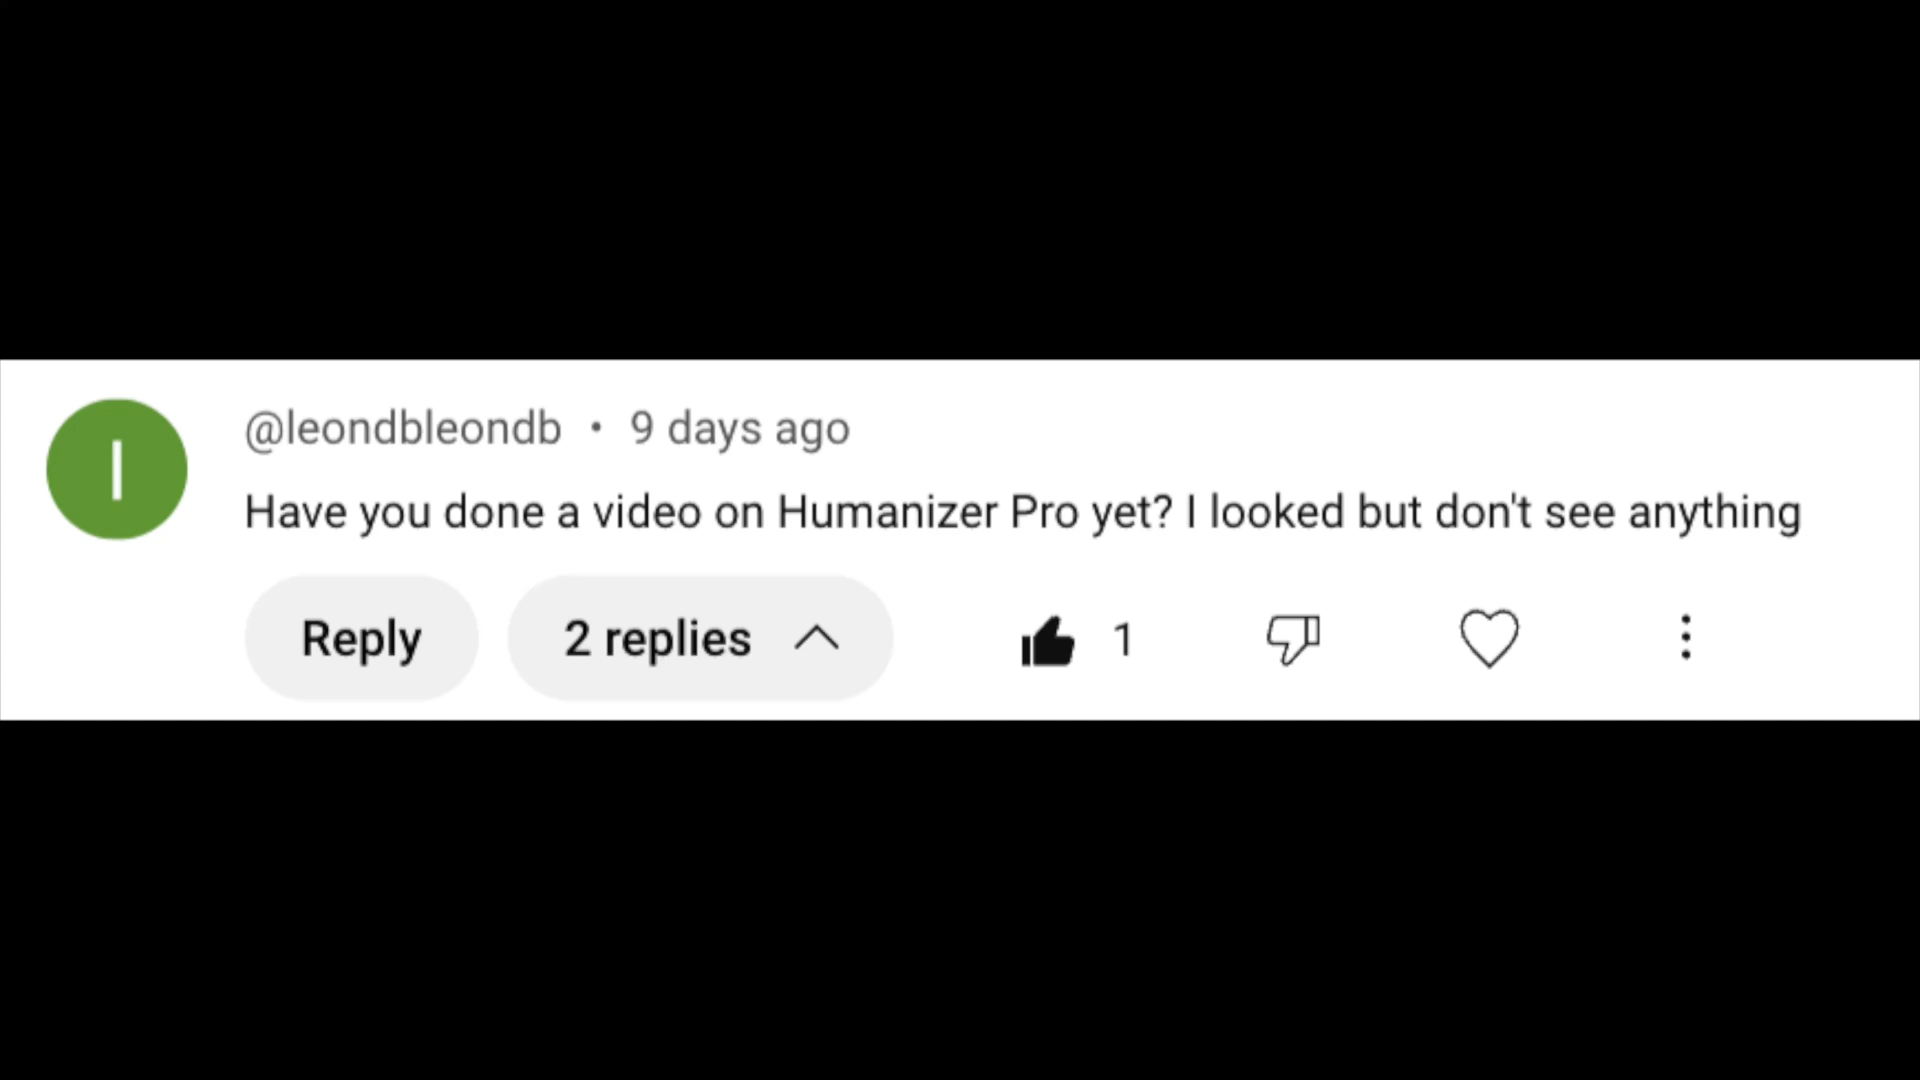 l
@leondbleondb • 9 days ago
Have you done a video on Humanizer Pro yet? I looked but don't see anything
Reply 2 replies 1